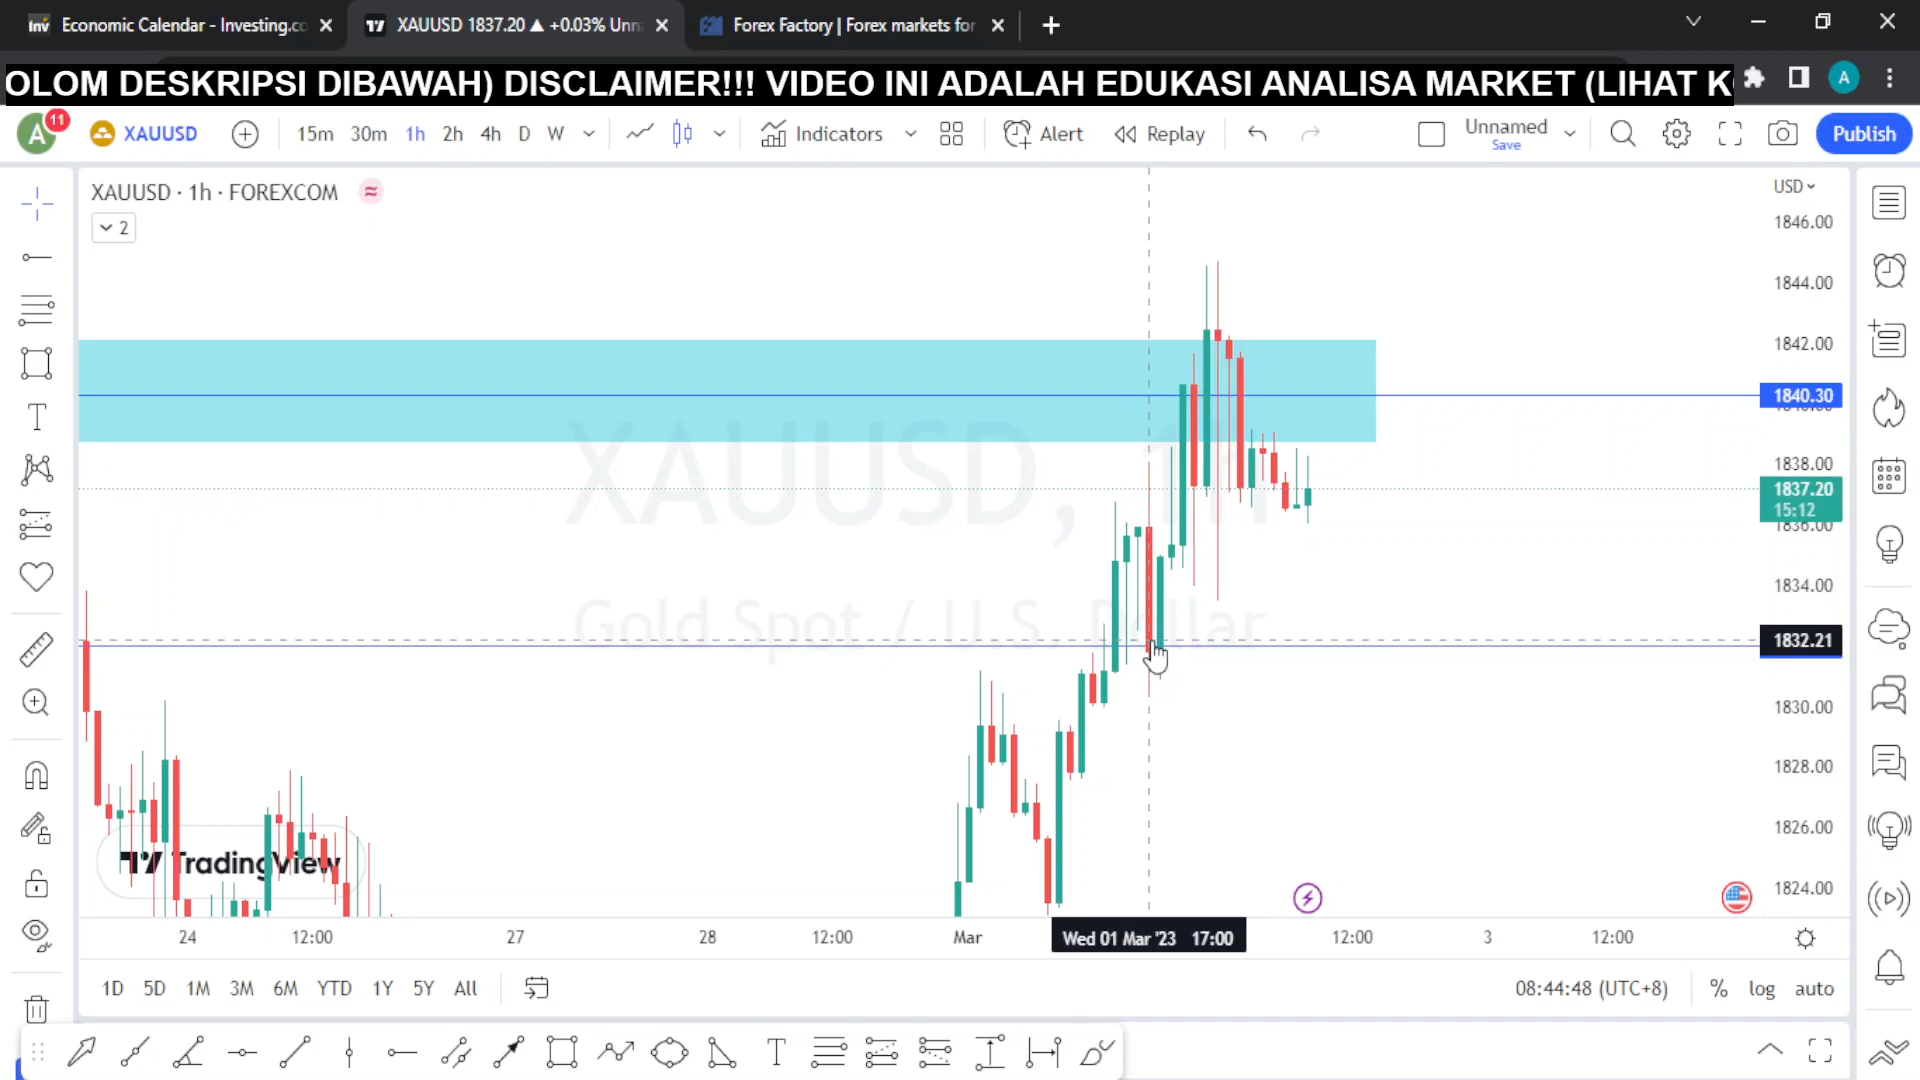 Economic Calendar - Investing.co
XAUUSD 1837.20 ▲ +0.03% Unn
Forex Factory | Forex markets for
OLOM DESKRIPSI DIBAWAH) DISCLAIMER!!! VIDEO INI ADALAH EDUKASI ANALISA MARKET (LIHAT K
A
A
11
XAUUSD
15m 30m 1h 2h 4h D W
Indicators
Alert
Replay
Unnamed
Save
Publish
XAUUSD · 1h · FOREXCOM
2
USD
1846.00
1844.00
1842.00
1840.30
1838.00
1837.20
15:12
1836.00
1834.00
1832.21
1830.00
1828.00
1826.00
1824.00
XAUUSD, 1h
Gold Spot / U.S. Dollar
TradingView
24 12:00 27 28 12:00 Mar Wed 01 Mar '23 17:00 12:00 3 12:00
1D 5D 1M 3M 6M YTD 1Y 5Y All
08:44:48 (UTC+8) % log auto